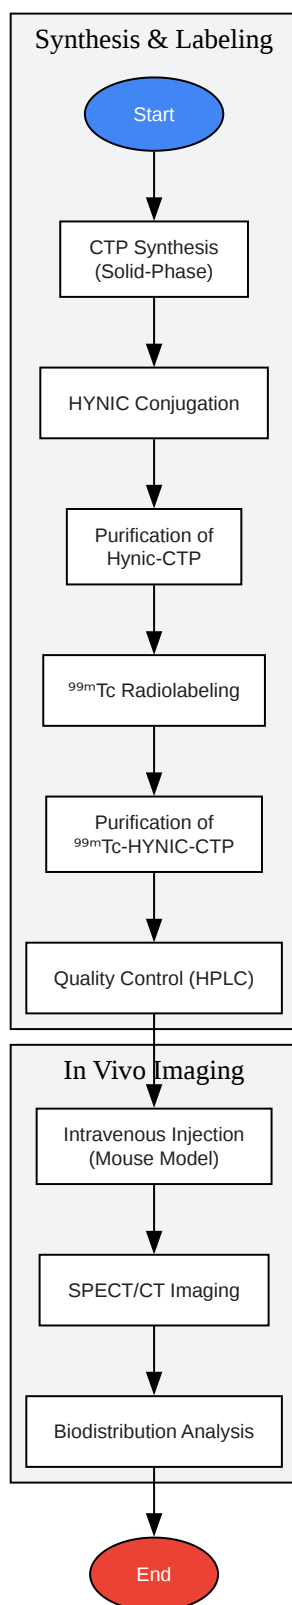 Synthesis & Labeling
Start
CTP Synthesis
(Solid-Phase)
HYNIC Conjugation
Purification of
Hynic-CTP
⁹⁹ᵐTc Radiolabeling
Purification of
⁹⁹ᵐTc-HYNIC-CTP
Quality Control (HPLC)
In Vivo Imaging
Intravenous Injection
(Mouse Model)
SPECT/CT Imaging
Biodistribution Analysis
End